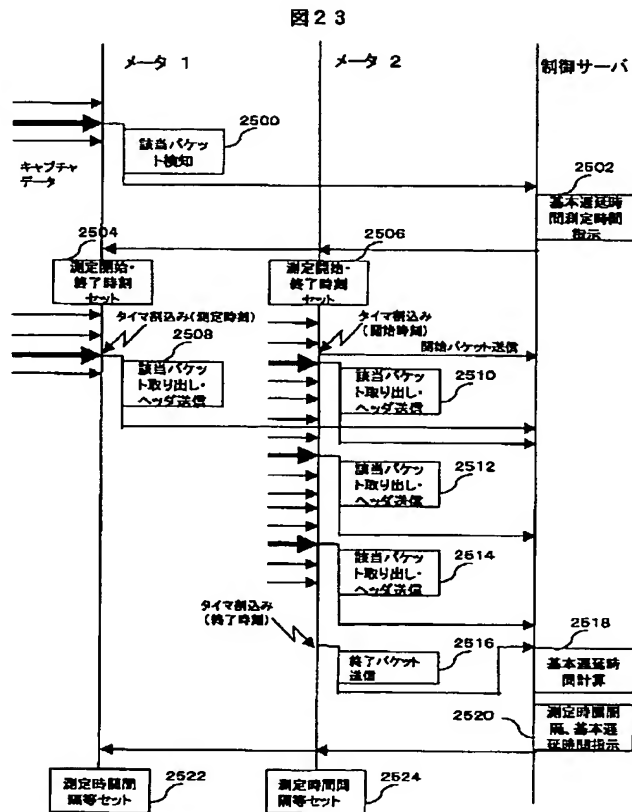 図23
メータ 1
メータ 2
制御サーバ
2500
該当パケッ
ト検知
キャプチャ
データ
2502
基本遅延時
間測定時間
指示
2504
測定開始・
終了時刻
セット
2506
測定開始・
終了時刻
セット
タイマ割込み(測定時刻)
2508
該当パケッ
ト取り出し・
ヘッダ送信
タイマ割込み
(開始時刻)
開始パケット送信
2510
該当パケッ
ト取り出し・
ヘッダ送信
2512
該当パケッ
ト取り出し・
ヘッダ送信
2514
該当パケッ
ト取り出し・
ヘッダ送信
タイマ割込み
(終了時刻)
2516
終了パケット
送信
2518
基本遅延時
間計算
2520
測定時間間
隔、基本遅
延時間指示
測定時間間
隔等セット
2522
測定時間間
隔等セット
2524